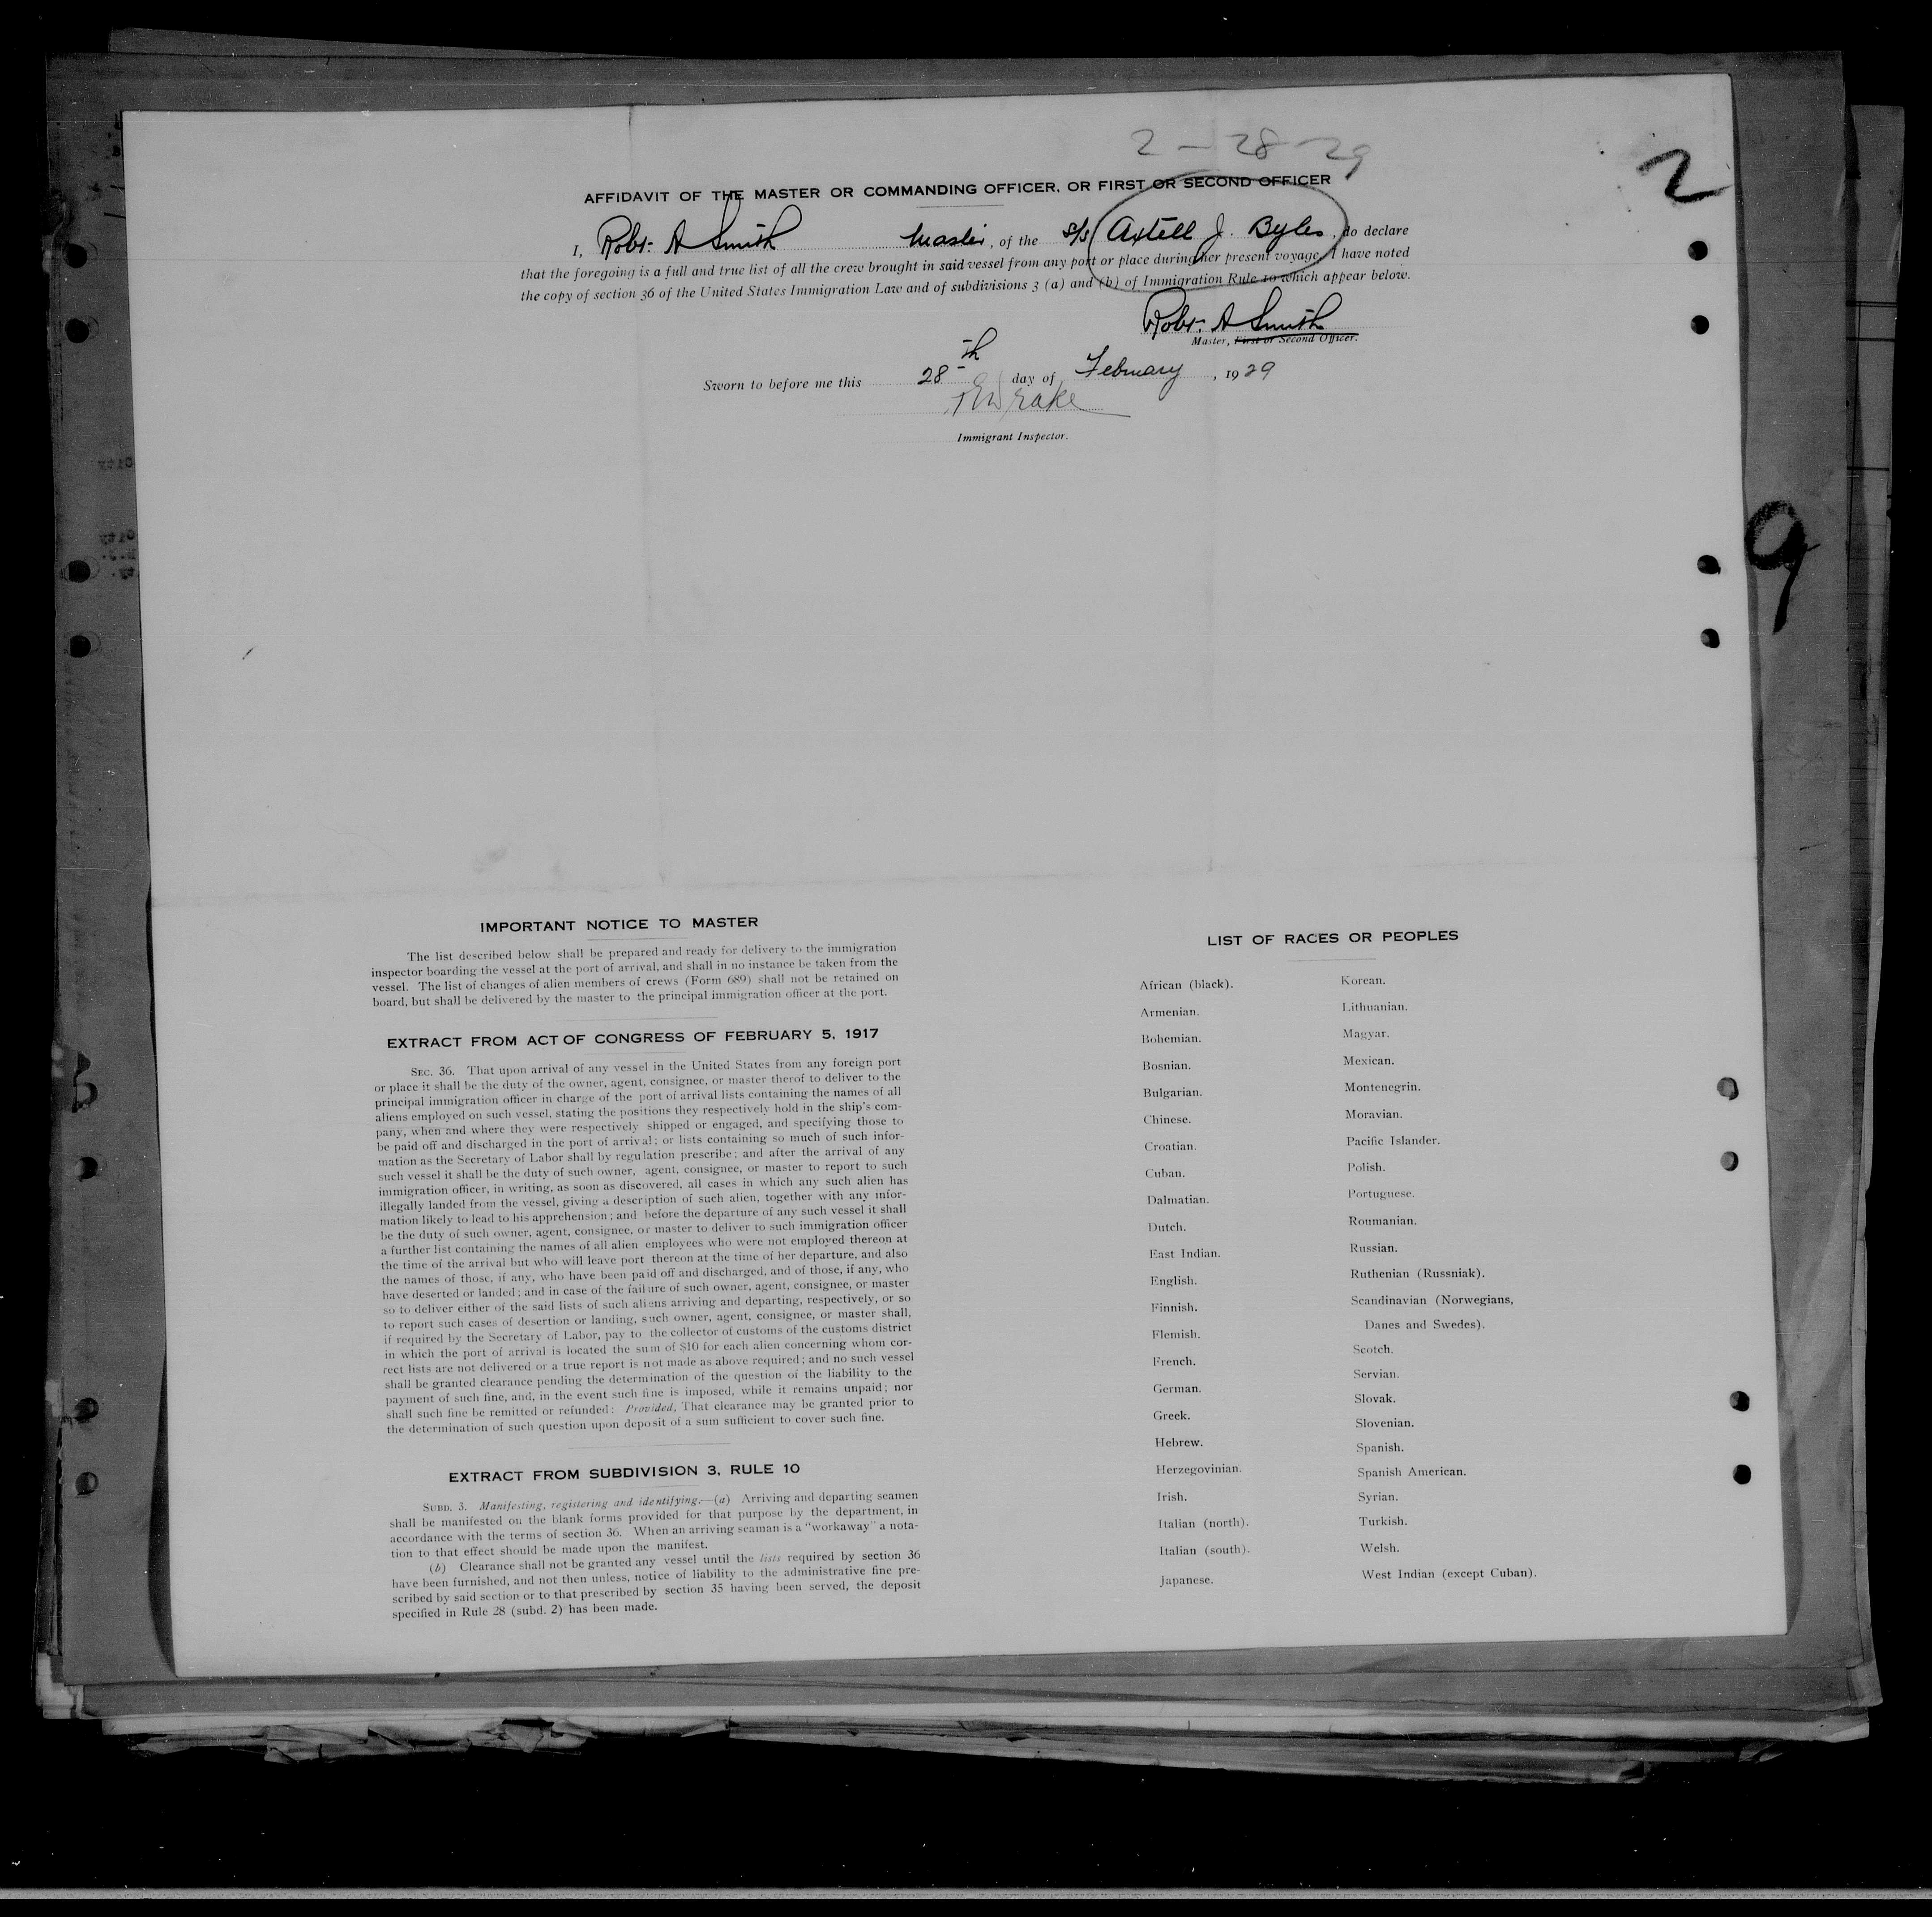 2 - 28 29
2
AFFIDAVIT OF THE MASTER OR COMMANDING OFFICER, OR FIRST OR SECOND OFFICER
I, Robt. A Smith Master, of the S/S Axtell J. Byles, do declare
that the foregoing is a full and true list of all the crew brought in said vessel from any port or place during her present voyage. I have noted
the copy of section 36 of the United States Immigration Law and of subdivisions 3 (a) and (b) of Immigration Rule 10 which appear below.
Robt. A Smith
Master, First or Second Officer.
Sworn to before me this 28th day of February, 1929
Drake
Immigrant Inspector.
9
IMPORTANT NOTICE TO MASTER
The list described below shall be prepared and ready for delivery to the immigration
inspector boarding the vessel at the port of arrival, and shall in no instance be taken from the
vessel. The list of changes of alien members of crews (Form 689) shall not be retained on
board, but shall be delivered by the master to the principal immigration officer at the port.
EXTRACT FROM ACT OF CONGRESS OF FEBRUARY 5, 1917
SEC. 36. That upon arrival of any vessel in the United States from any foreign port
or place it shall be the duty of the owner, agent, consignee, or master therof to deliver to the
principal immigration officer in charge of the port of arrival lists containing the names of all
aliens employed on such vessel, stating the positions they respectively hold in the ship's com-
pany, when and where they were respectively shipped or engaged, and specifying those to
be paid off and discharged in the port of arrival; or lists containing so much of such infor-
mation as the Secretary of Labor shall by regulation prescribe; and after the arrival of any
such vessel it shall be the duty of such owner, agent, consignee, or master to report to such
immigration officer, in writing, as soon as discovered, all cases in which any such alien has
illegally landed from the vessel, giving a description of such alien, together with any infor-
mation likely to lead to his apprehension; and before the departure of any such vessel it shall
be the duty of such owner, agent, consignee, or master to deliver to such immigration officer
a further list containing the names of all alien employees who were not employed thereon at
the time of the arrival but who will leave port thereon at the time of her departure, and also
the names of those, if any, who have been paid off and discharged, and of those, if any, who
have deserted or landed; and in case of the failure of such owner, agent, consignee, or master
so to deliver either of the said lists of such aliens arriving and departing, respectively, or so
to report such cases of desertion or landing, such owner, agent, consignee, or master shall,
if required by the Secretary of Labor, pay to the collector of customs of the customs district
in which the port of arrival is located the sum of $10 for each alien concerning whom cor-
rect lists are not delivered or a true report is not made as above required; and no such vessel
shall be granted clearance pending the determination of the question of the liability to the
payment of such fine, and, in the event such fine is imposed, while it remains unpaid; nor
shall such fine be remitted or refunded: Provided, That clearance may be granted prior to
the determination of such question upon deposit of a sum sufficient to cover such fine.
EXTRACT FROM SUBDIVISION 3, RULE 10
SUBD. 3. Manifesting, registering and identifying.—(a) Arriving and departing seamen
shall be manifested on the blank forms provided for that purpose by the department, in
accordance with the terms of section 36. When an arriving seaman is a "workaway" a nota-
tion to that effect should be made upon the manifest.
(b) Clearance shall not be granted any vessel until the lists required by section 36
have been furnished, and not then unless, notice of liability to the administrative fine pre-
scribed by said section or to that prescribed by section 35 having been served, the deposit
specified in Rule 28 (subd. 2) has been made.
LIST OF RACES OR PEOPLES
African (black).
Armenian.
Bohemian.
Bosnian.
Bulgarian.
Chinese.
Croatian.
Cuban.
Dalmatian.
Dutch.
East Indian.
English.
Finnish.
Flemish.
French.
German.
Greek.
Hebrew.
Herzegovinian.
Irish.
Italian (north).
Italian (south).
Japanese.
Korean.
Lithuanian.
Magyar.
Mexican.
Montenegrin.
Moravian.
Pacific Islander.
Polish.
Portuguese.
Roumanian.
Russian.
Ruthenian (Russniak).
Scandinavian (Norwegians,
Danes and Swedes).
Scotch.
Servian.
Slovak.
Slovenian.
Spanish.
Spanish American.
Syrian.
Turkish.
Welsh.
West Indian (except Cuban).